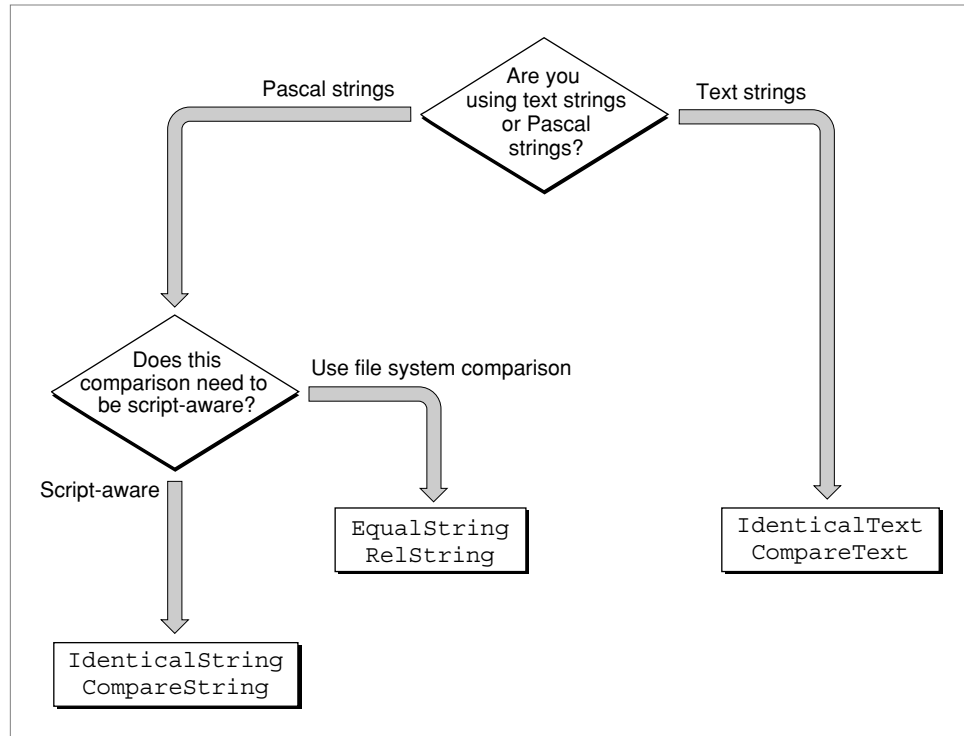 Are you
using text strings
or Pascal
strings?
Pascal strings
Text strings
Does this
comparison need to
be script-aware?
Use file system comparison
Script-aware
EqualString
RelString
IdenticalText
CompareText
IdenticalString
CompareString